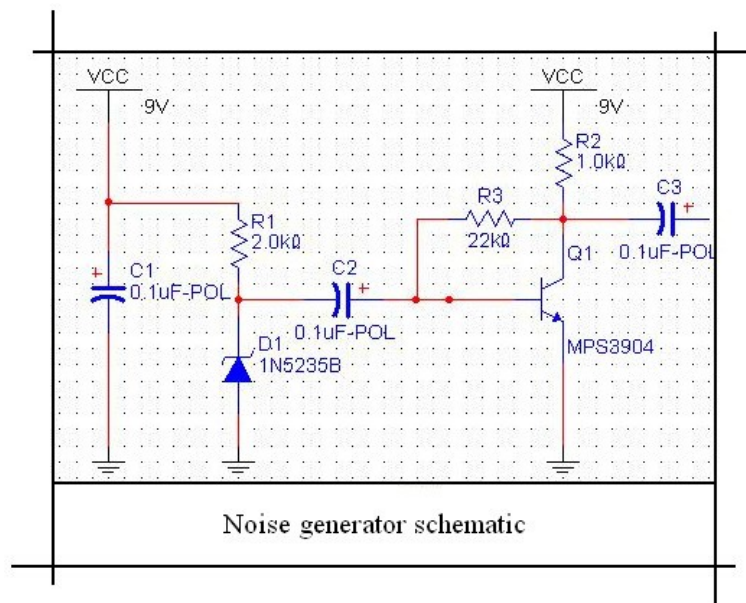 VCC
9V
VCC
9V
R2
1.0kΩ
R3
22kΩ
C3
+
0.1uF-POL
R1
2.0kΩ
Q1
+
C1
0.1uF-POL
C2
+
0.1uF-POL
D1
1N5235B
MPS3904
Noise generator schematic